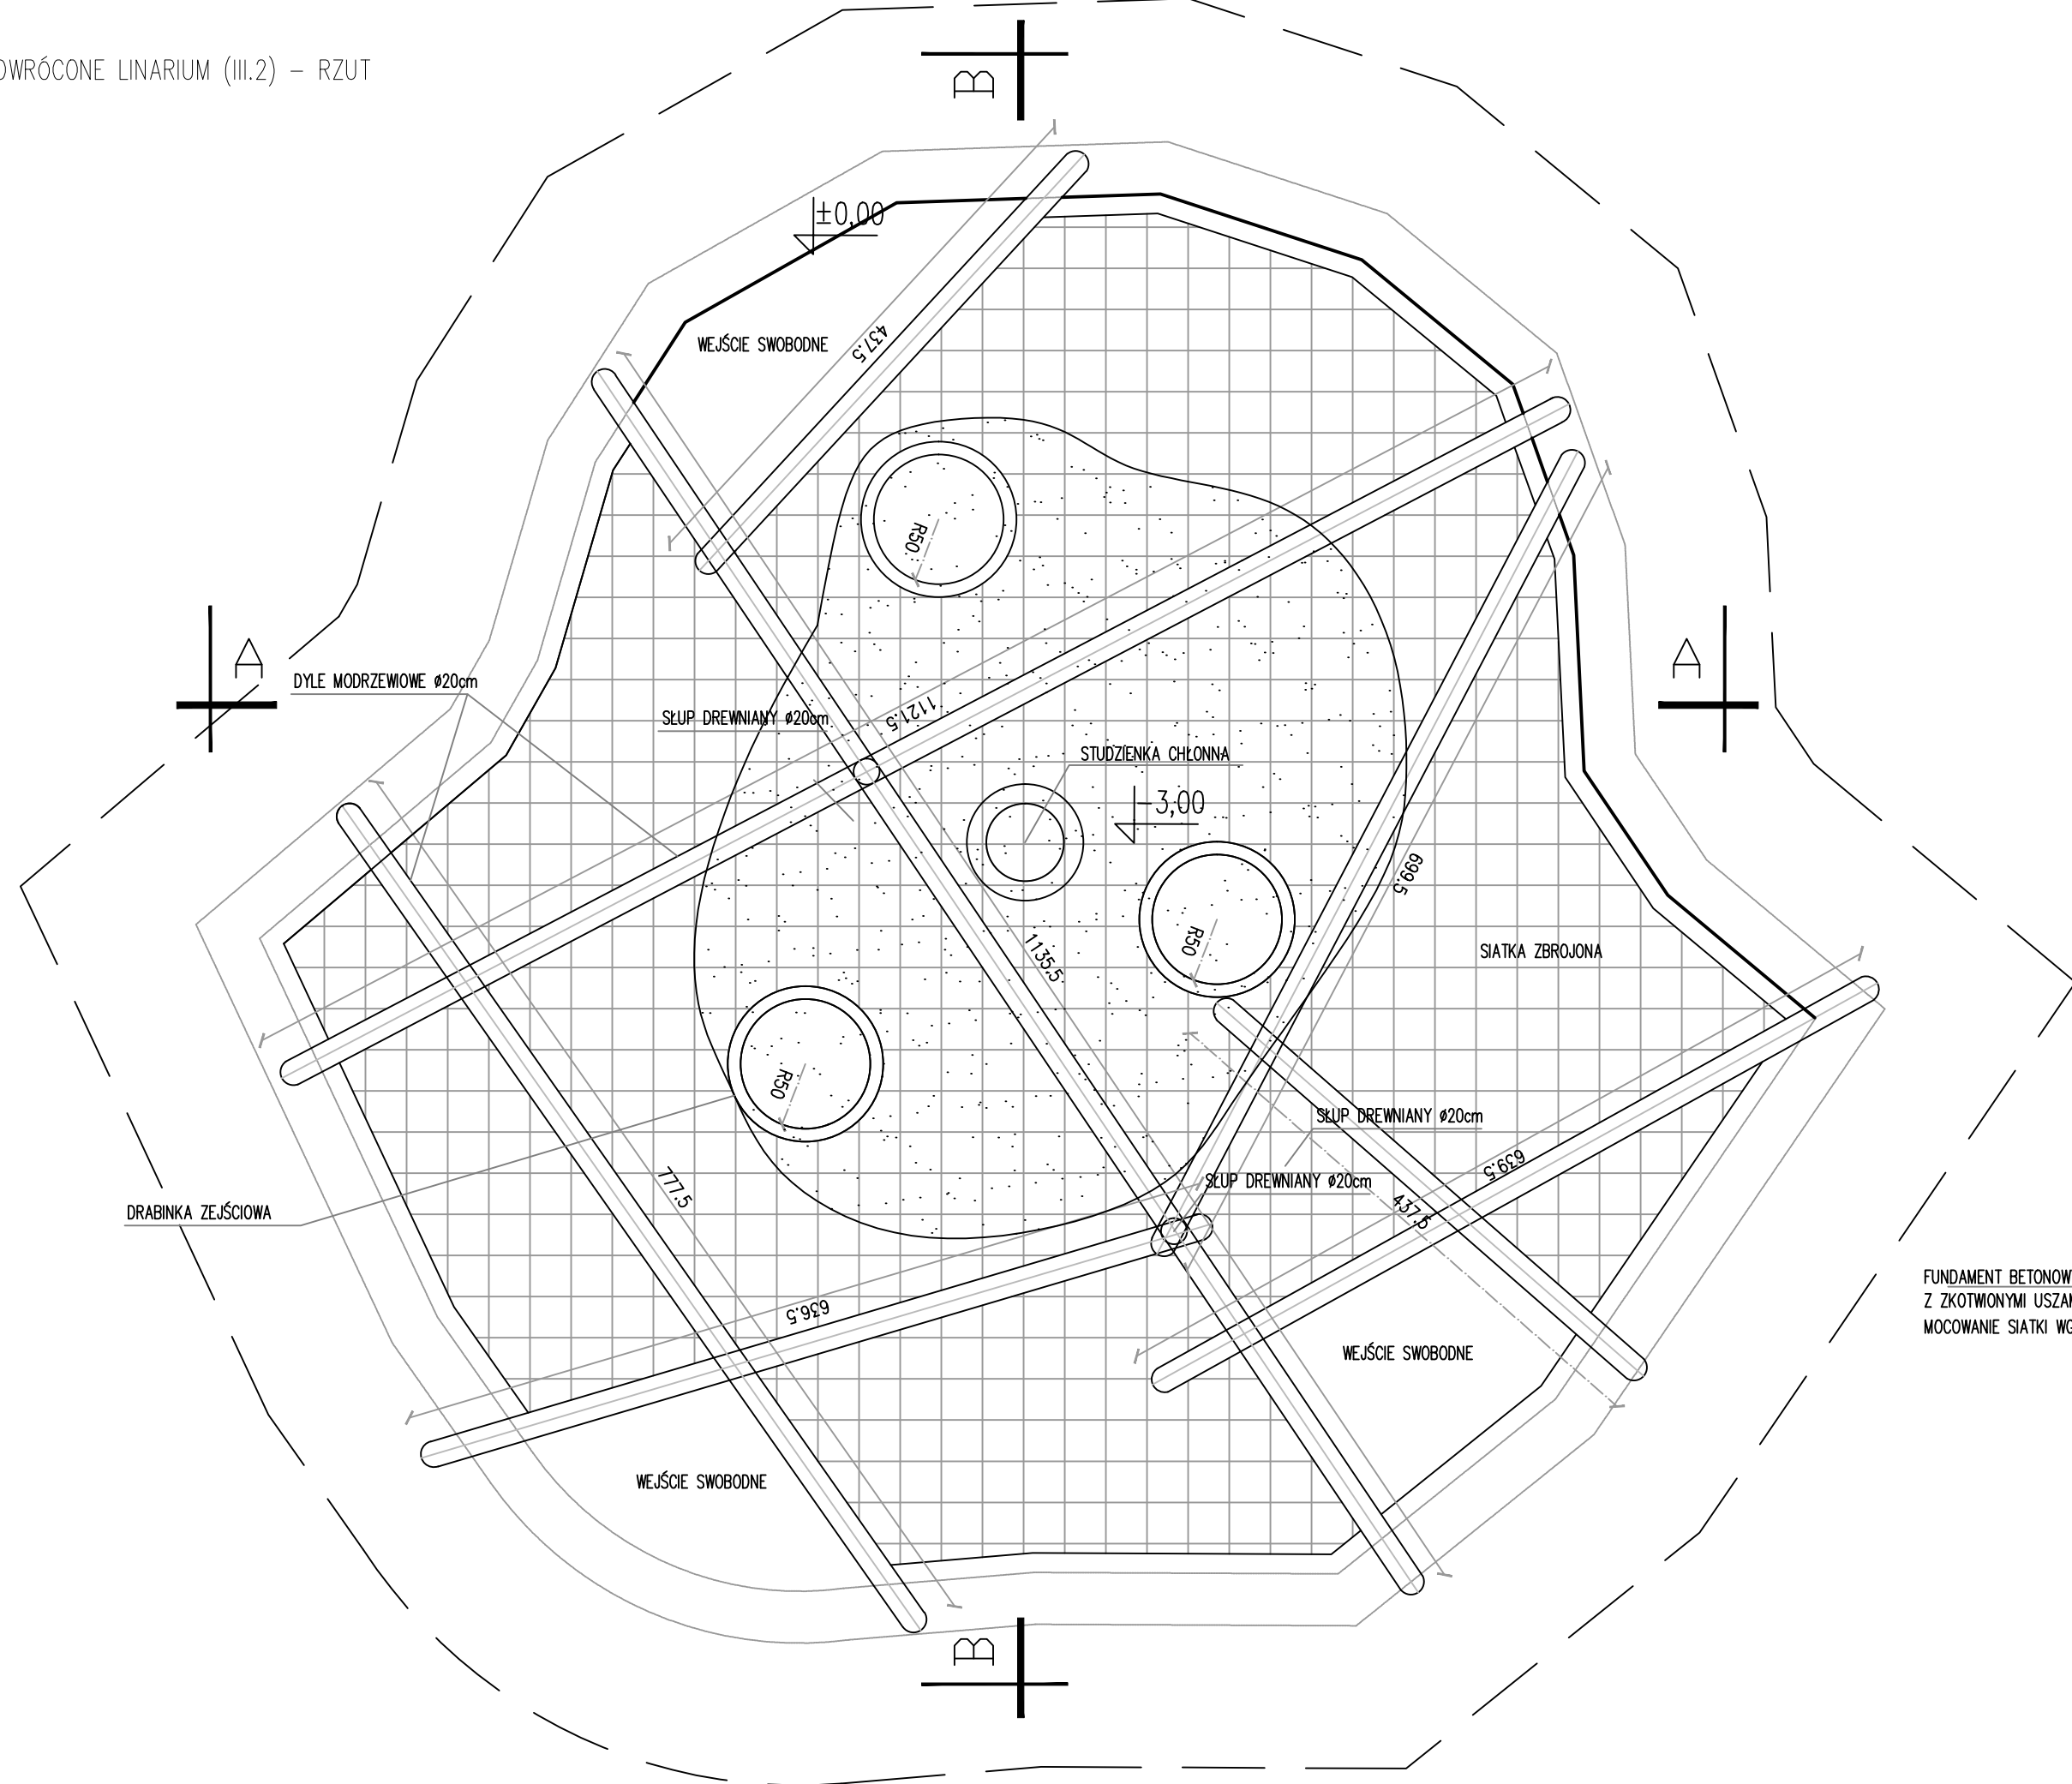 OWRÓCONE LINARIUM (III.2) – RZUT
B
±0,00
WEJŚCIE SWOBODNE
437.5
R50
A
A
DYLE MODRZEWIOWE ø20cm
SŁUP DREWNIANY ø20cm
1121.5
STUDZIENKA CHŁONNA
-3,00
699.5
R50
1135.5
SIATKA ZBROJONA
R50
SŁUP DREWNIANY ø20cm
639.5
777.5
SŁUP DREWNIANY ø20cm
437.5
DRABINKA ZEJŚCIOWA
636.5
FUNDAMENT BETONOW
Z ZKOTWIONYMI USZA
MOCOWANIE SIATKI WG
WEJŚCIE SWOBODNE
WEJŚCIE SWOBODNE
B